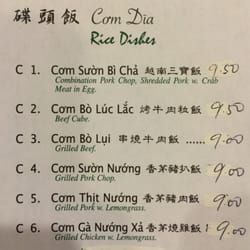 碟頭飯 Cơm Dĩa
Rice Dishes
C 1. Cơm Sườn Bì Chả 越南三寶飯 9.50
Combination Pork Chop, Shredded Pork w. Crab
Meat in Egg.
C 2. Cơm Bò Lúc Lắc 烤牛肉粒飯 9.50
Beef Cube.
C 3. Cơm Bò Lụi 串燒牛肉飯 ...... 9.00
Grilled Beef.
C 4. Cơm Sườn Nướng 香茅豬扒飯 9.00
Grilled Pork Chop.
C 5. Cơm Thịt Nướng 香茅豬肉飯 9.00
Grilled Pork w. Lemongrass.
C 6. Cơm Gà Nướng Xả 香茅燒雞飯 9.00
Grilled Chicken w. Lemongrass.